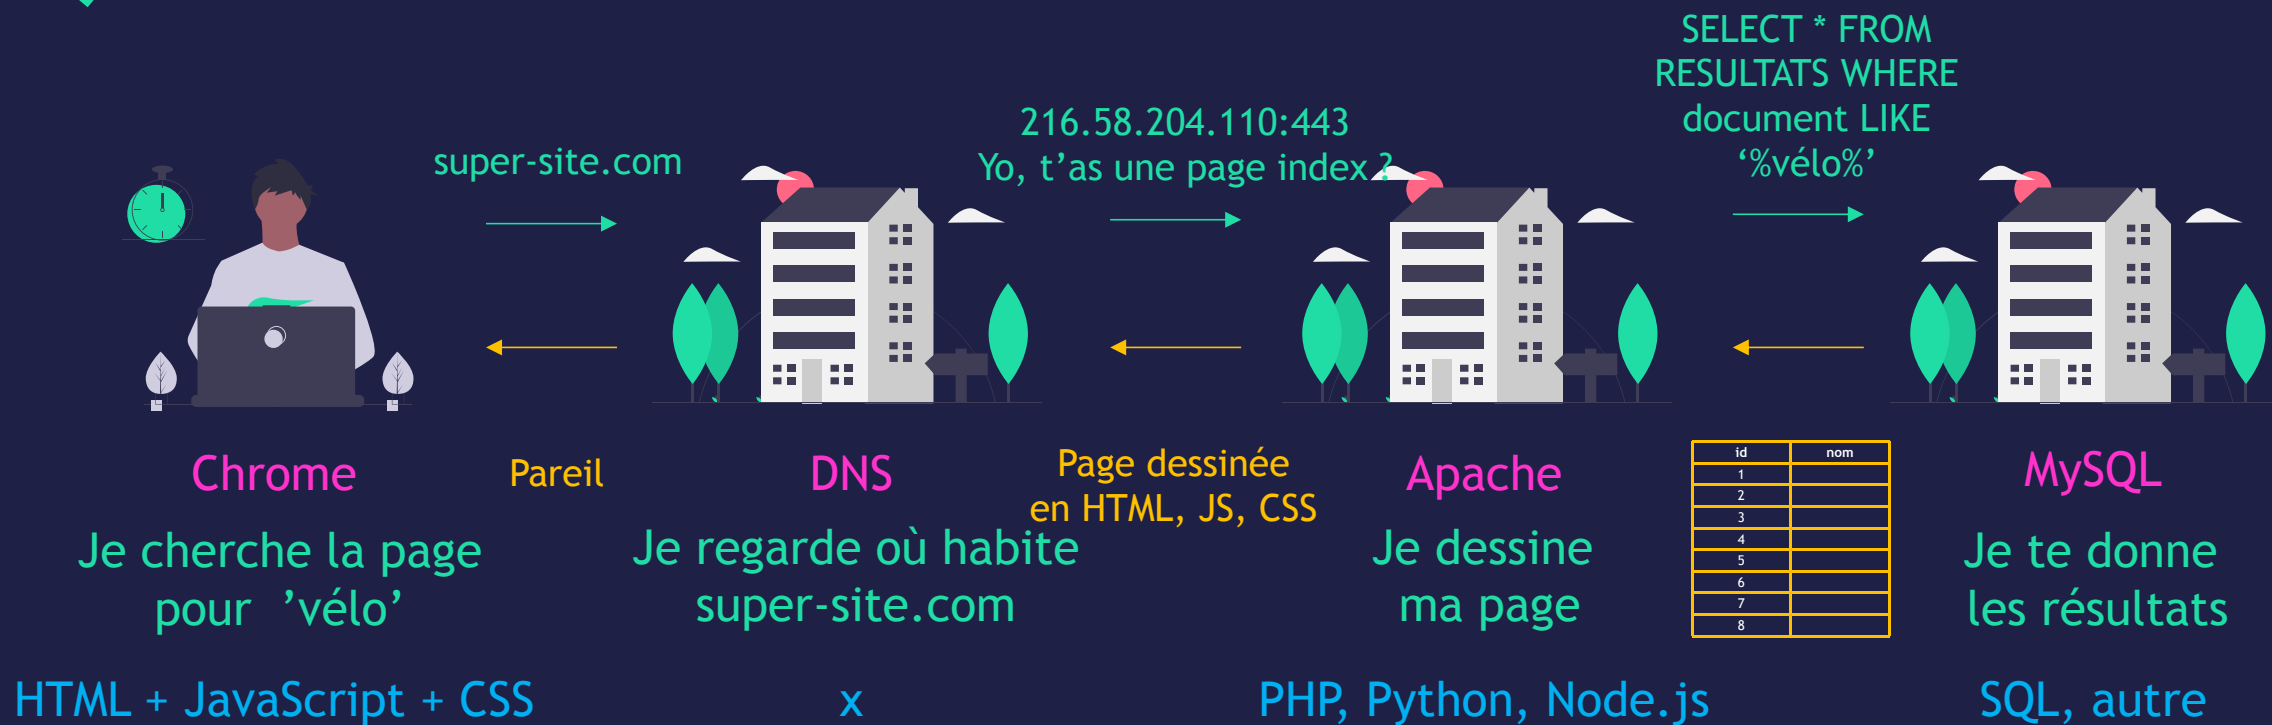 SELECT * FROM
RESULTATS WHERE
document LIKE
‘%vélo%’
216.58.204.110:443
Yo, t’as une page index ?
super-site.com
Chrome
Pareil
DNS
Page dessinée
en HTML, JS, CSS
Apache
id nom
1
2
3
4
5
6
7
8
MySQL
Je cherche la page
pour ’vélo’
Je regarde où habite
super-site.com
Je dessine
ma page
Je te donne
les résultats
HTML + JavaScript + CSS
x
PHP, Python, Node.js
SQL, autre